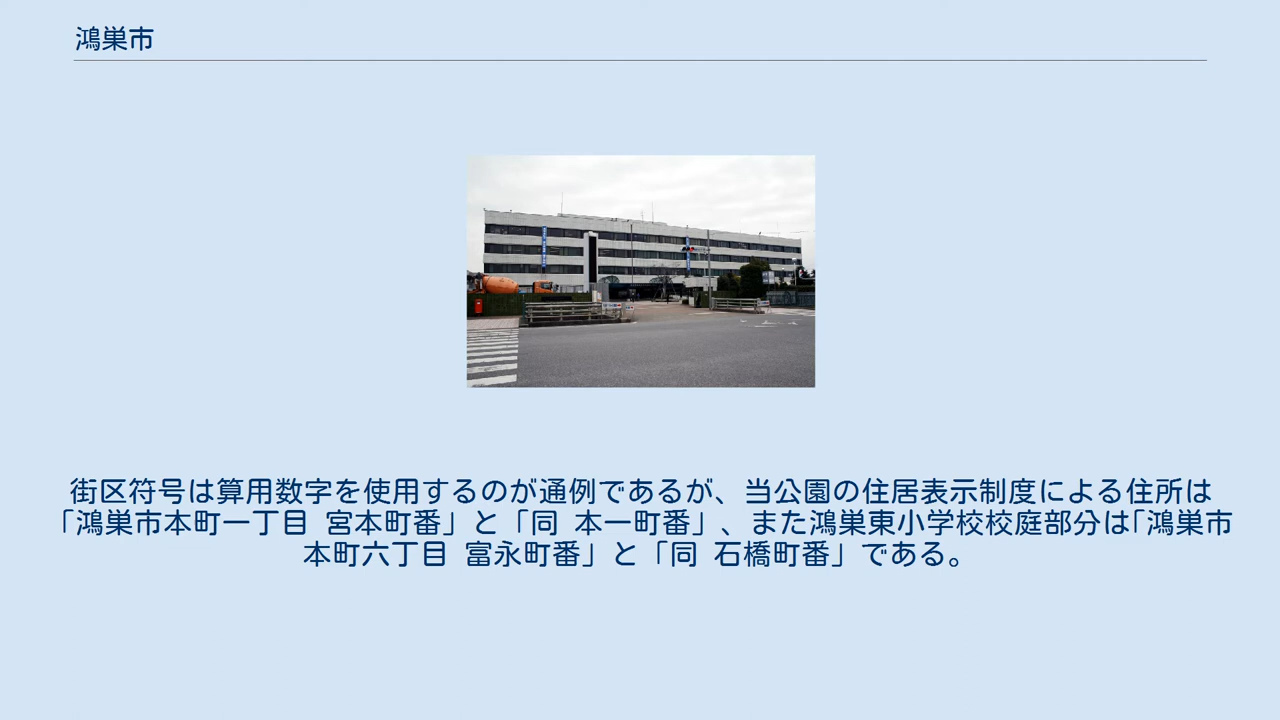 鴻巣市
街区符号は算用数字を使用するのが通例であるが、当公園の住居表示制度による住所は
「鴻巣市本町一丁目 宮本町番」と「同 本一町番」、また鴻巣東小学校校庭部分は「鴻巣市
本町六丁目 富永町番」と「同 石橋町番」である。